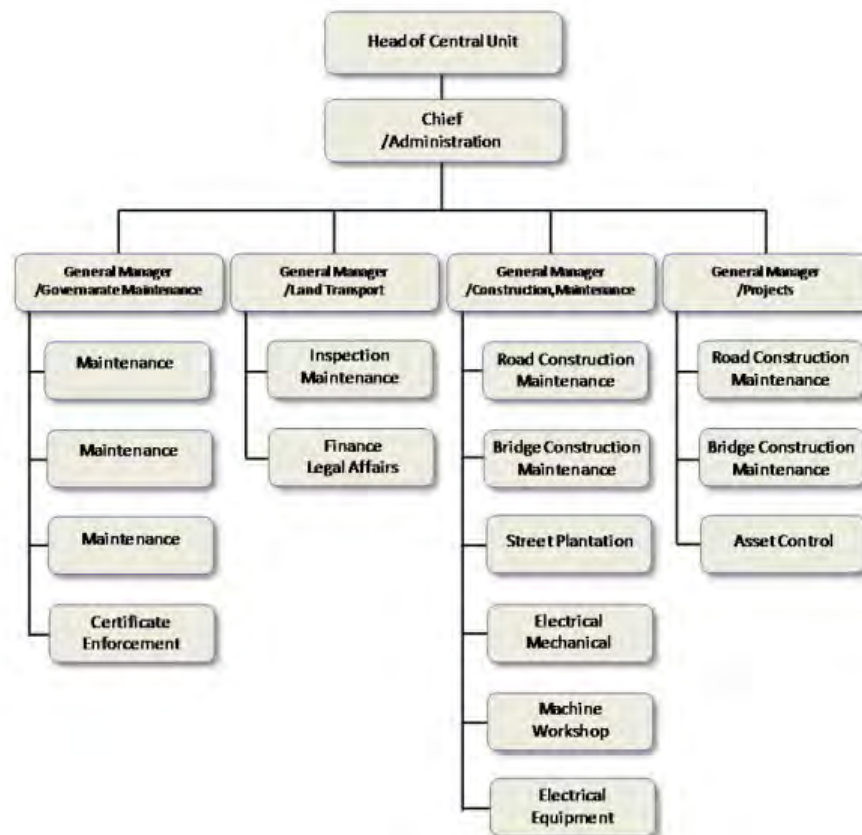 Head of Central Unit
Chief
/Administration
General Manager
/Governarate Maintenance
General Manager
/Land Transport
General Manager
/Construction, Maintenance
General Manager
/Projects
Maintenance
Maintenance
Maintenance
Certificate
Enforcement
Inspection
Maintenance
Finance
Legal Affairs
Road Construction
Maintenance
Bridge Construction
Maintenance
Street Plantation
Electrical
Mechanical
Machine
Workshop
Electrical
Equipment
Road Construction
Maintenance
Bridge Construction
Maintenance
Asset Control